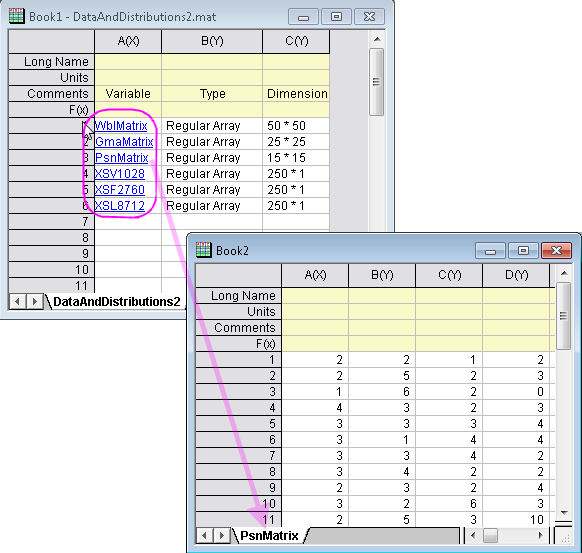 Book1 - DataAndDistributions2.mat
A(X) B(Y) C(Y)
Long Name
Units
Comments Variable Type Dimension
F(x)
WblMatrix Regular Array 50 * 50
2 GmaMatrix Regular Array 25 * 25
3 PsnMatrix Regular Array 15 * 15
4 XSV1028 Regular Array 250 * 1
5 XSF2760 Regular Array 250 * 1
6 XSL8712 Regular Array 250 * 1
7
8
9
10
11
DataAndDistributions2
Book2
A(X) B(Y) C(Y) D(Y)
Long Name
Units
Comments
F(x)
1 2 2 1 2
2 2 5 2 3
3 1 6 2 0
4 4 3 2 3
5 3 3 3 4
6 3 1 4 4
7 3 3 4 2
8 3 4 2 2
9 2 3 2 4
10 3 2 6 3
11 2 5 3 10
PsnMatrix